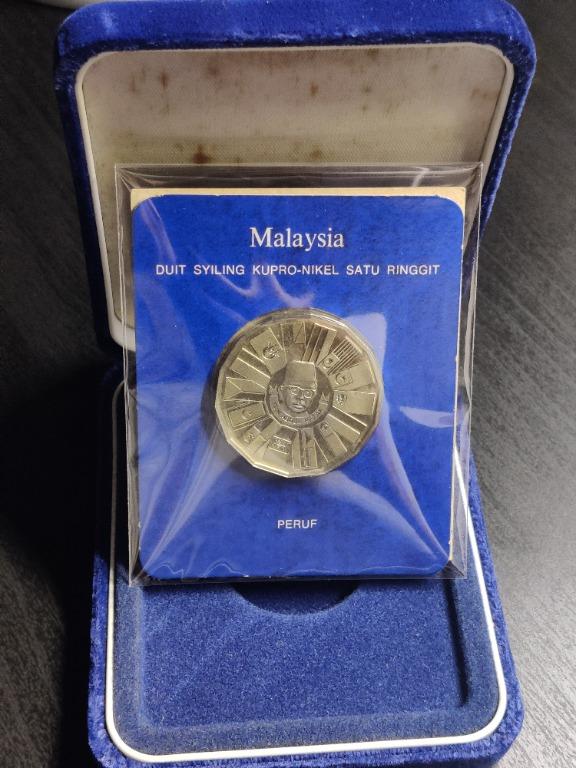 Malaysia
DUIT SYILING KUPRO-NIKEL SATU RINGGIT
PERUF